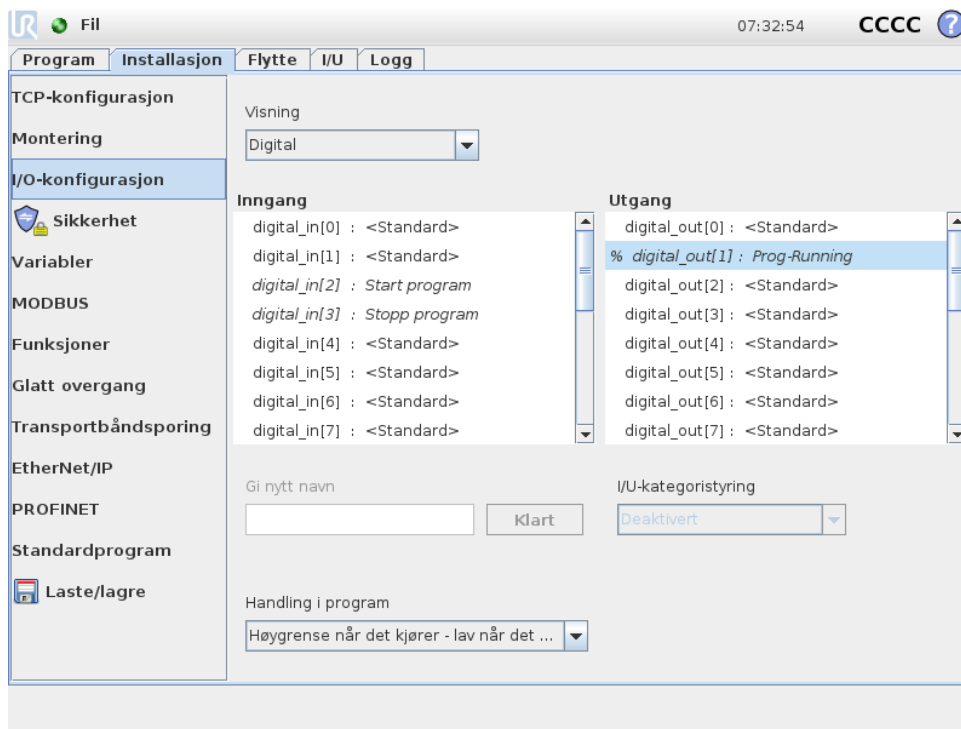 UR Fil 07:32:54 CCCC ?
Program Installasjon Flytte I/U Logg
TCP-konfigurasjon
Montering
I/O-konfigurasjon
Sikkerhet
Variabler
MODBUS
Funksjoner
Glatt overgang
Transportbåndsporing
EtherNet/IP
PROFINET
Standardprogram
Laste/lagre
Visning
Digital
Inngang
digital_in[0] : <Standard>
digital_in[1] : <Standard>
digital_in[2] : Start program
digital_in[3] : Stopp program
digital_in[4] : <Standard>
digital_in[5] : <Standard>
digital_in[6] : <Standard>
digital_in[7] : <Standard>
Utgang
digital_out[0] : <Standard>
% digital_out[1] : Prog-Running
digital_out[2] : <Standard>
digital_out[3] : <Standard>
digital_out[4] : <Standard>
digital_out[5] : <Standard>
digital_out[6] : <Standard>
digital_out[7] : <Standard>
Gi nytt navn
Klart
I/U-kategoristyring
Deaktivert
Handling i program
Høygrense når det kjører - lav når det ...